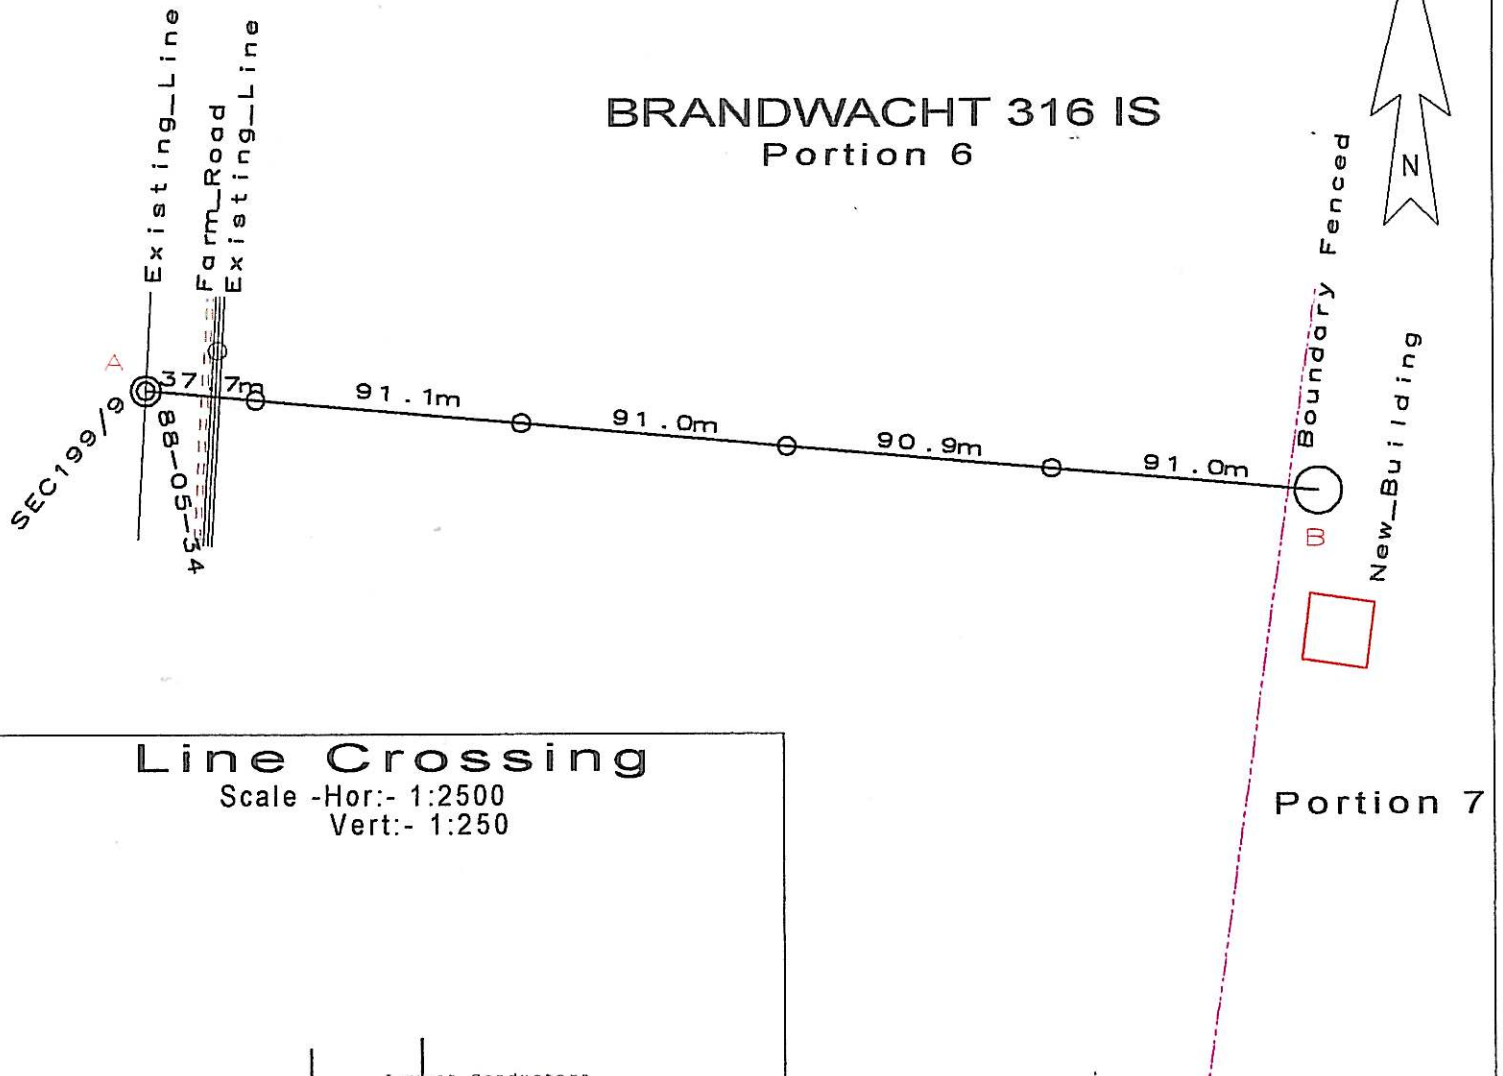 Existing_Line
Farm_Road
Existing_Line
BRANDWACHT 316 IS
Portion 6
N
Boundary Fenced
New_Building
A
SEC199/9
88-05-34
37.7m
91.1m
91.0m
90.9m
91.0m
B
Line Crossing
Scale -Hor:- 1:2500
Vert:- 1:250
Portion 7